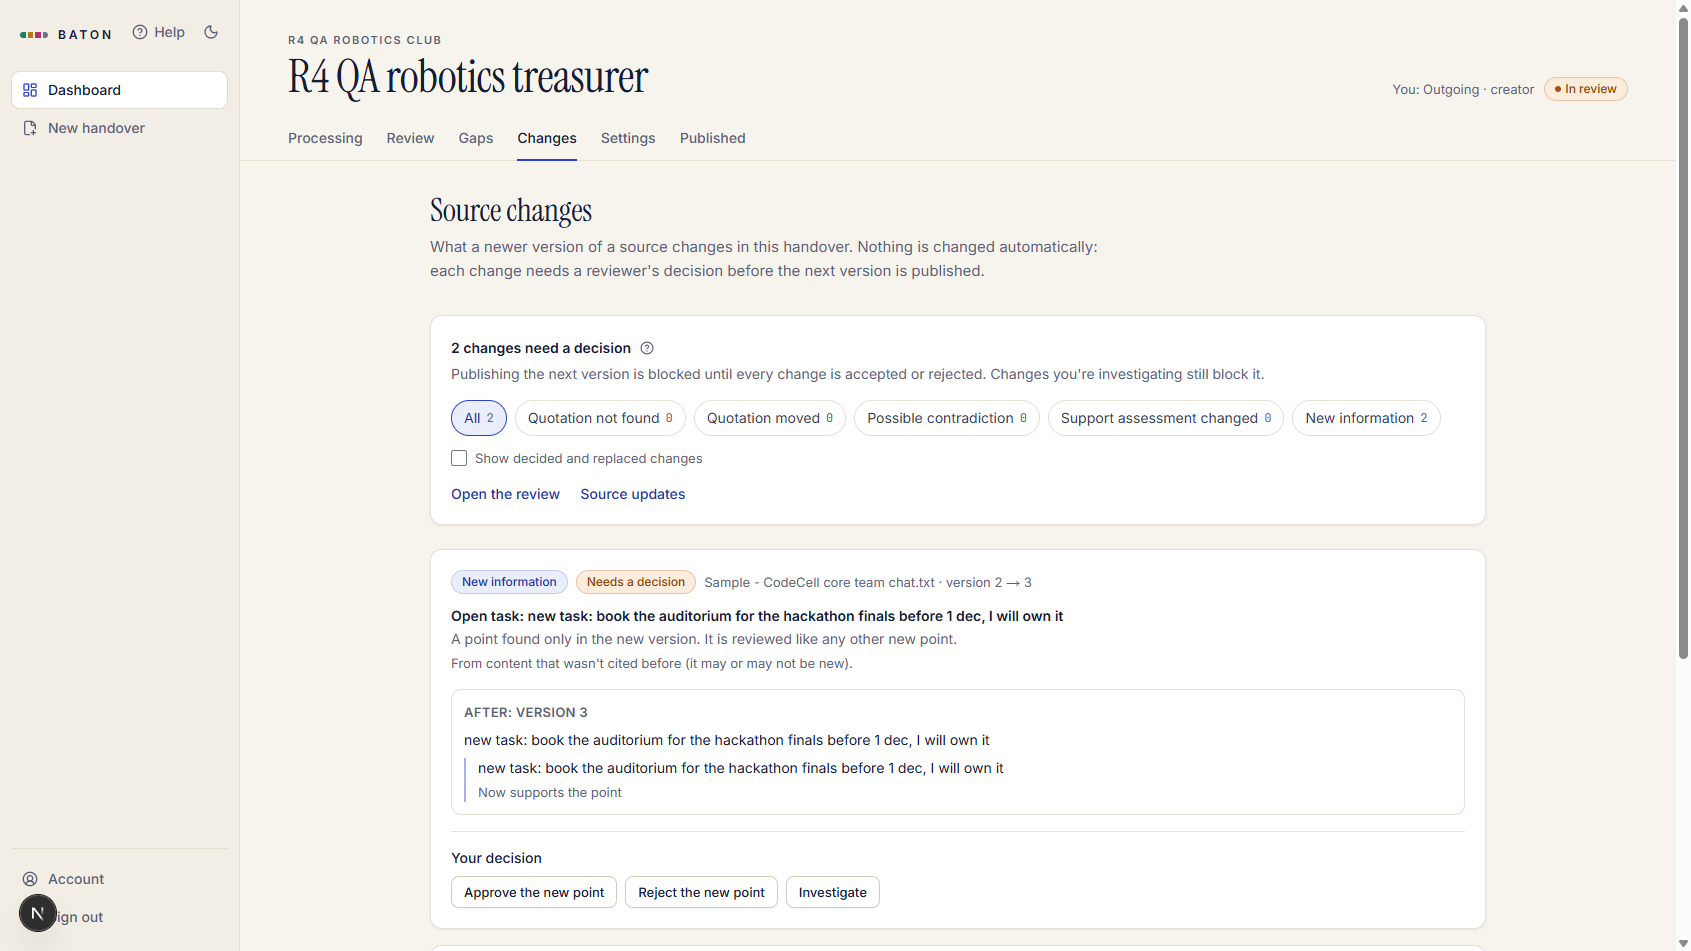 BATON
Help
Dashboard
New handover
R4 QA ROBOTICS CLUB
R4 QA robotics treasurer
You: Outgoing · creator
In review
Processing
Review
Gaps
Changes
Settings
Published
Source changes
What a newer version of a source changes in this handover. Nothing is changed automatically:
each change needs a reviewer's decision before the next version is published.
2 changes need a decision
Publishing the next version is blocked until every change is accepted or rejected. Changes you're investigating still block it.
All 2
Quotation not found 0
Quotation moved 0
Possible contradiction 0
Support assessment changed 0
New information 2
Show decided and replaced changes
Open the review
Source updates
New information
Needs a decision
Sample - CodeCell core team chat.txt · version 2 → 3
Open task: new task: book the auditorium for the hackathon finals before 1 dec, I will own it
A point found only in the new version. It is reviewed like any other new point.
From content that wasn't cited before (it may or may not be new).
AFTER: VERSION 3
new task: book the auditorium for the hackathon finals before 1 dec, I will own it
new task: book the auditorium for the hackathon finals before 1 dec, I will own it
Now supports the point
Your decision
Approve the new point
Reject the new point
Investigate
Account
N
ign out